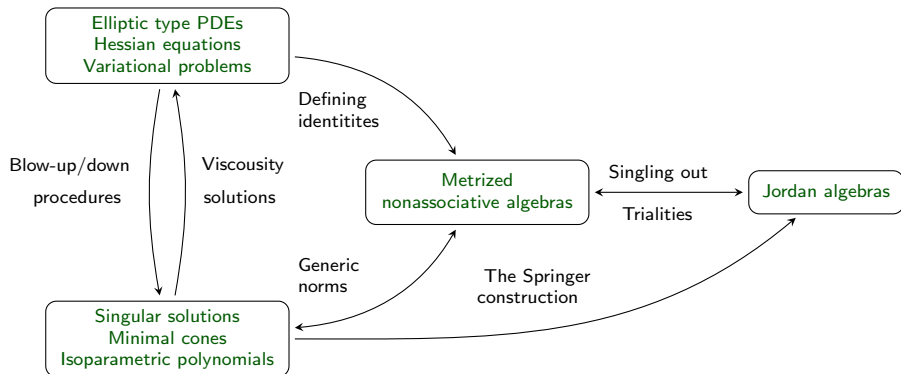 Elliptic type PDEs
Hessian equations
Variational problems
Defining
identitites
Blow-up/down
procedures
Viscousity
solutions
Metrized
nonassociative algebras
Singling out
Trialities
Jordan algebras
Generic
norms
The Springer
construction
Singular solutions
Minimal cones
Isoparametric polynomials